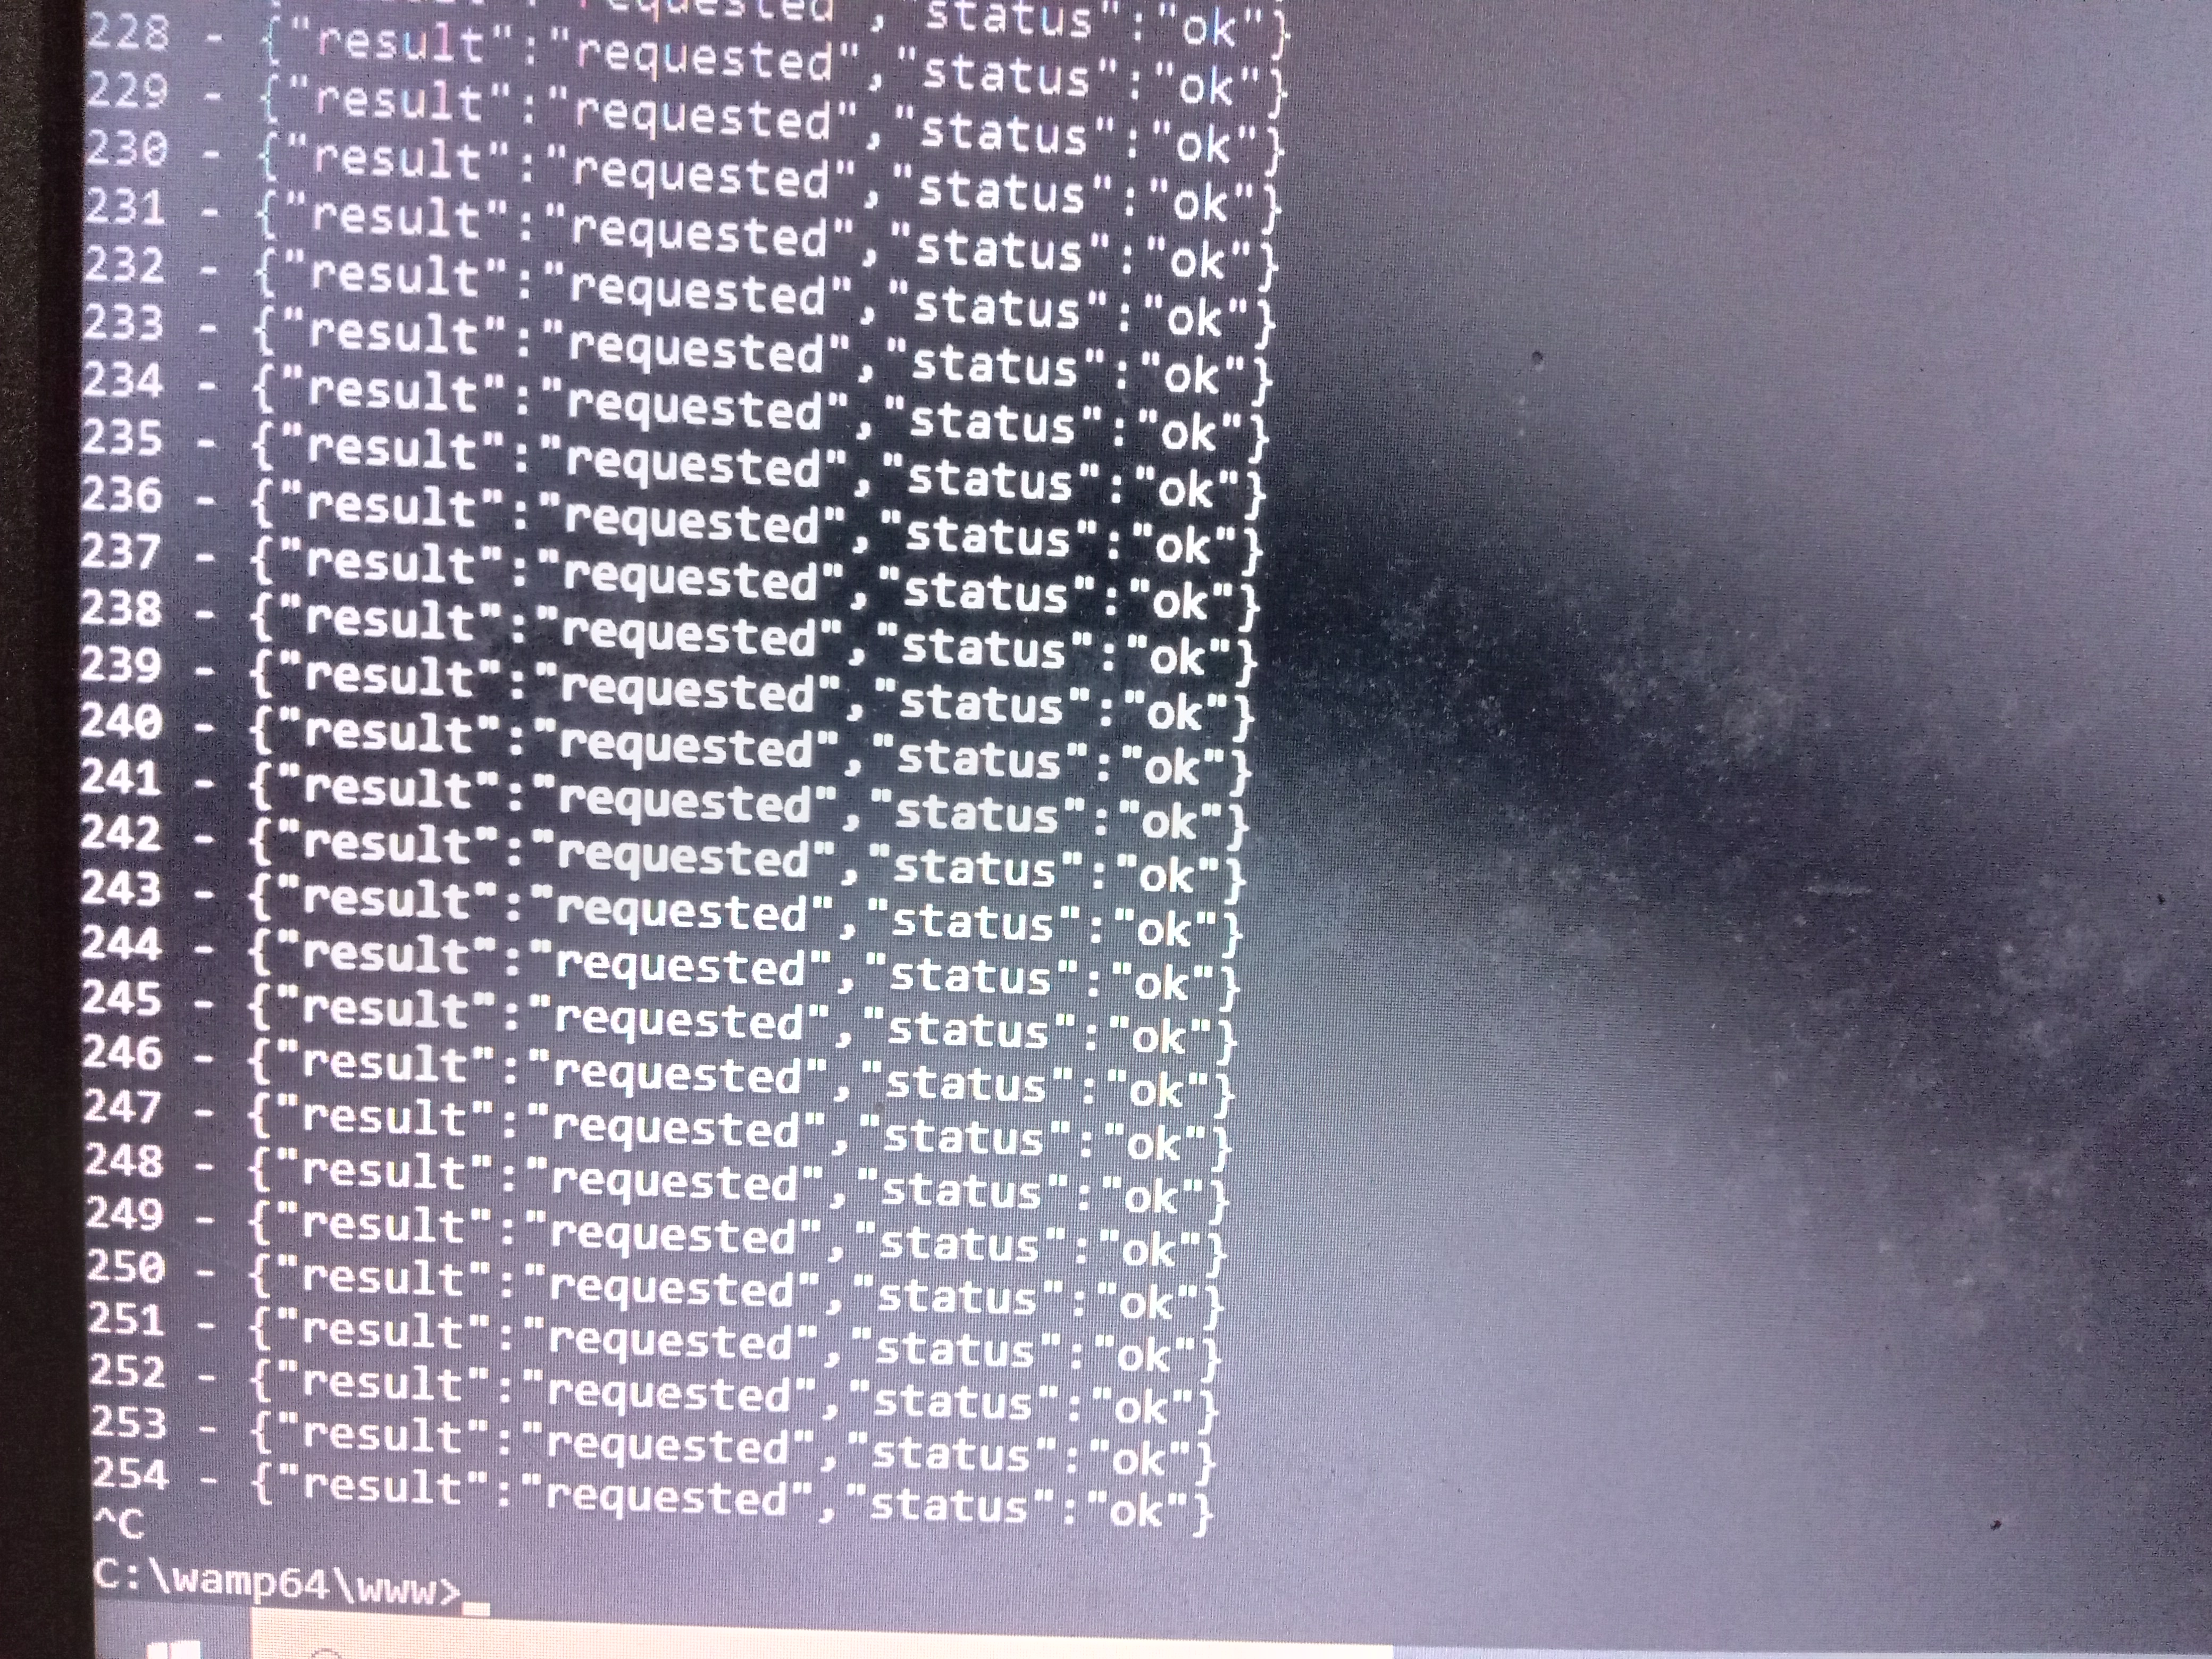 requested","status":"ok"}
228 - {"result":"requested","status":"ok"}
229 - {"result":"requested","status":"ok"}
230 - {"result":"requested","status":"ok"}
231 - {"result":"requested","status":"ok"}
232 - {"result":"requested","status":"ok"}
233 - {"result":"requested","status":"ok"}
234 - {"result":"requested","status":"ok"}
235 - {"result":"requested","status":"ok"}
236 - {"result":"requested","status":"ok"}
237 - {"result":"requested","status":"ok"}
238 - {"result":"requested","status":"ok"}
239 - {"result":"requested","status":"ok"}
240 - {"result":"requested","status":"ok"}
241 - {"result":"requested","status":"ok"}
242 - {"result":"requested","status":"ok"}
243 - {"result":"requested","status":"ok"}
244 - {"result":"requested","status":"ok"}
245 - {"result":"requested","status":"ok"}
246 - {"result":"requested","status":"ok"}
247 - {"result":"requested","status":"ok"}
248 - {"result":"requested","status":"ok"}
249 - {"result":"requested","status":"ok"}
250 - {"result":"requested","status":"ok"}
251 - {"result":"requested","status":"ok"}
252 - {"result":"requested","status":"ok"}
253 - {"result":"requested","status":"ok"}
254 - {"result":"requested","status":"ok"}
^C
C:\wamp64\www>_